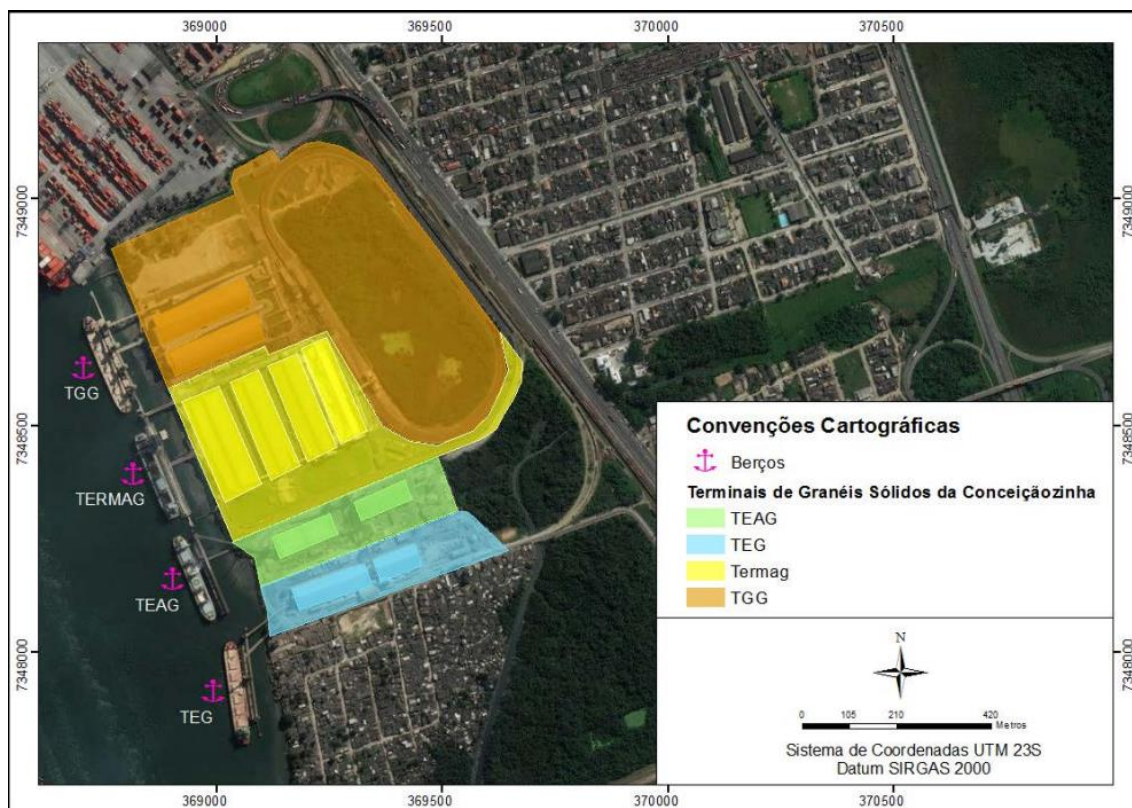 369000
369500
370000
370500
7349000
7349000
TGG
7348500
7348500
TERMAG
TEAG
7348000
7348000
TEG
Convenções Cartográficas
Berços
Terminais de Granéis Sólidos da Conceiçãozinha
TEAG
TEG
Termag
TGG
N
0 105 210 420
Metros
Sistema de Coordenadas UTM 23S
Datum SIRGAS 2000
369000
369500
370000
370500